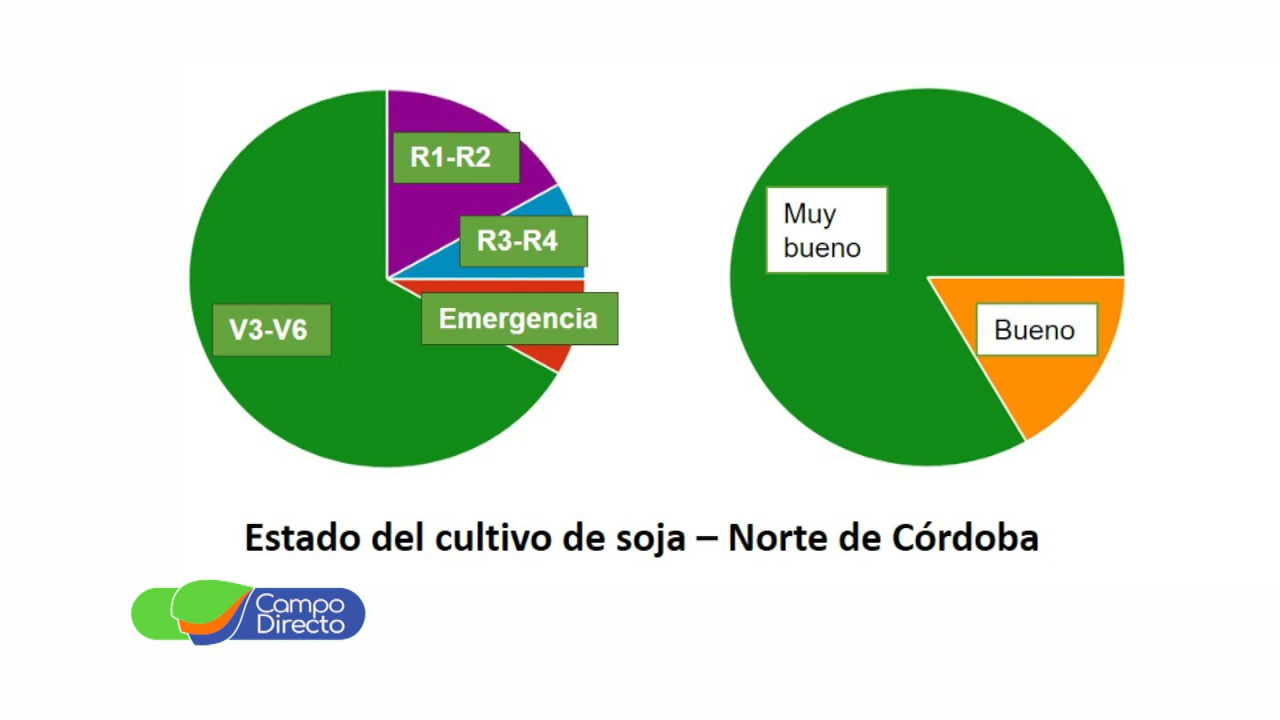 R1-R2
R3-R4
Emergencia
V3-V6
Muy
bueno
Bueno
Estado del cultivo de soja – Norte de Córdoba
Campo
Directo